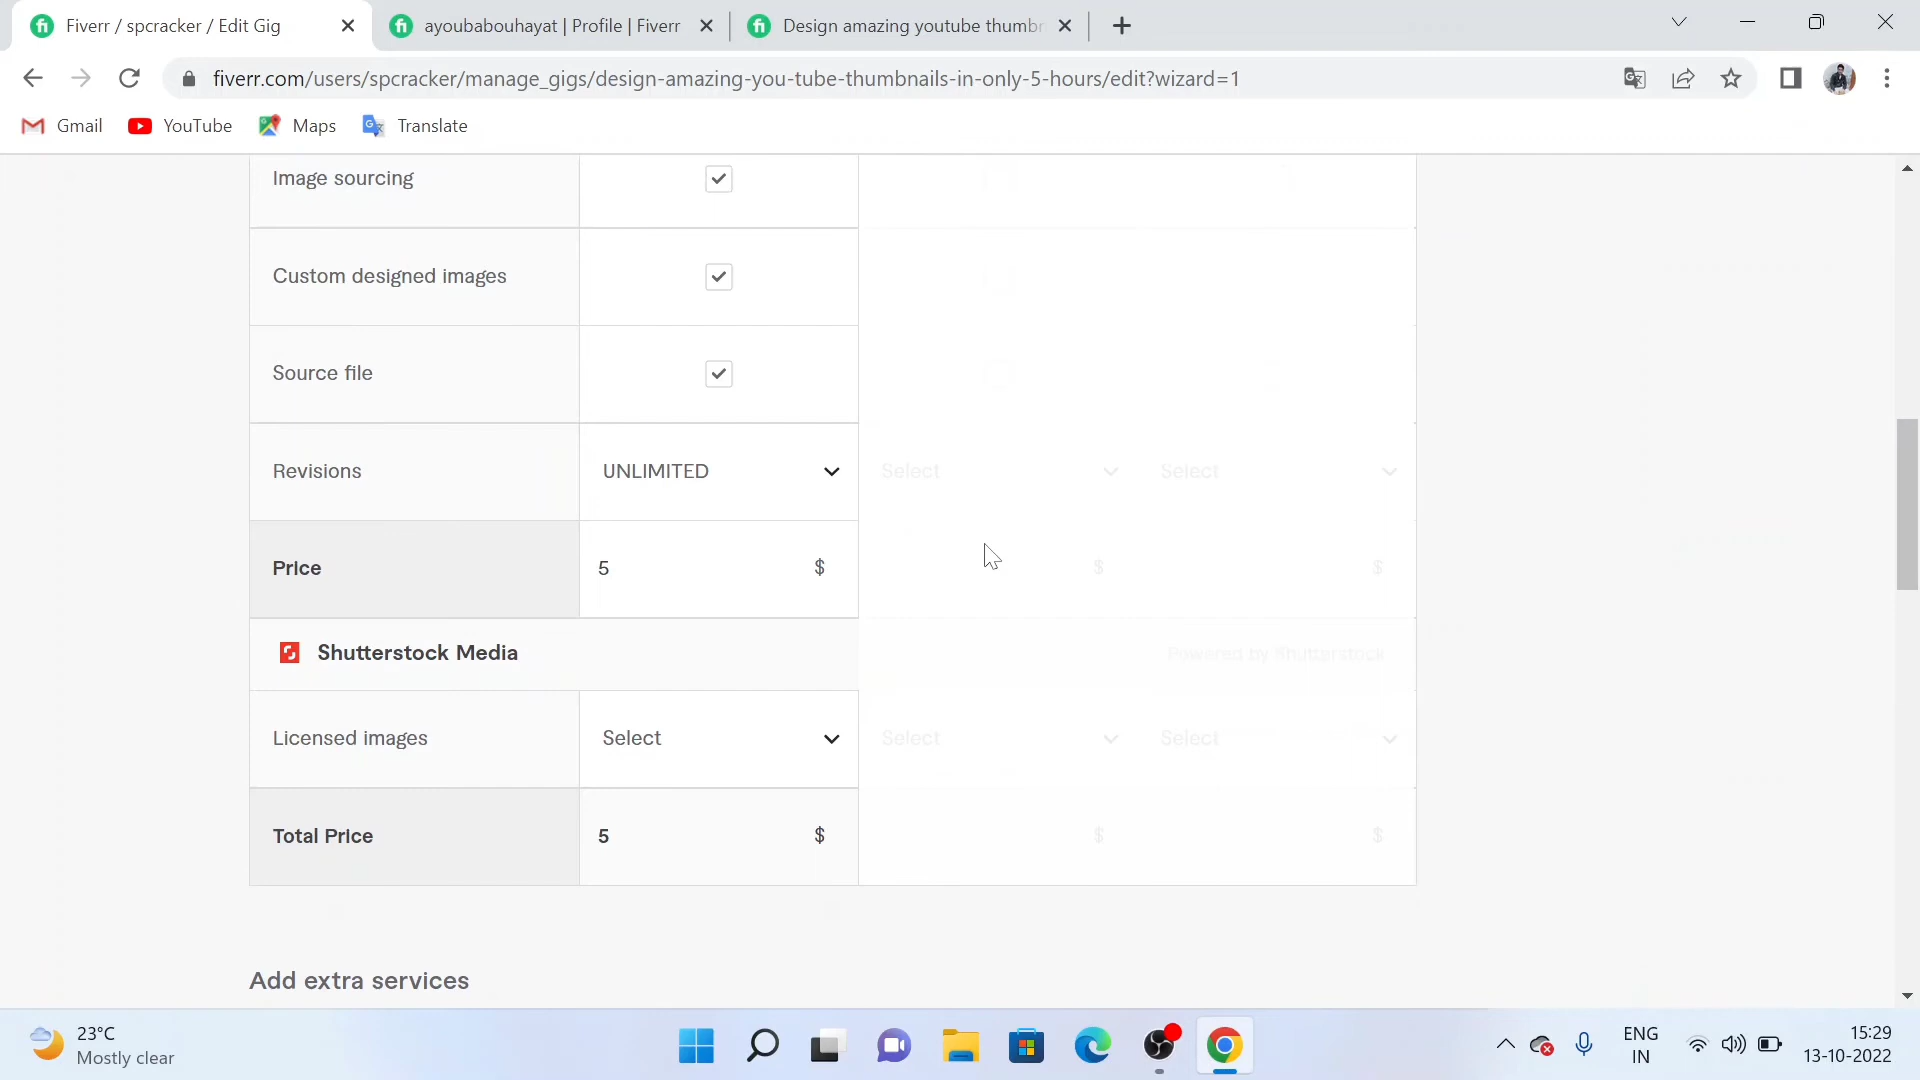 Fiverr / spcracker / Edit Gig
ayoubabouhayat | Profile | Fiverr
Design amazing youtube thumbn
fiverr.com/users/spcracker/manage_gigs/design-amazing-you-tube-thumbnails-in-only-5-hours/edit?wizard=1
Gmail YouTube Maps Translate
Image sourcing
Custom designed images
Source file
Revisions UNLIMITED Select Select
Price 5 $ $ $
Shutterstock Media Powered by Shutterstock
Licensed images Select Select Select
Total Price 5 $ $ $
Add extra services
23°C
Mostly clear
ENG
IN
15:29
13-10-2022